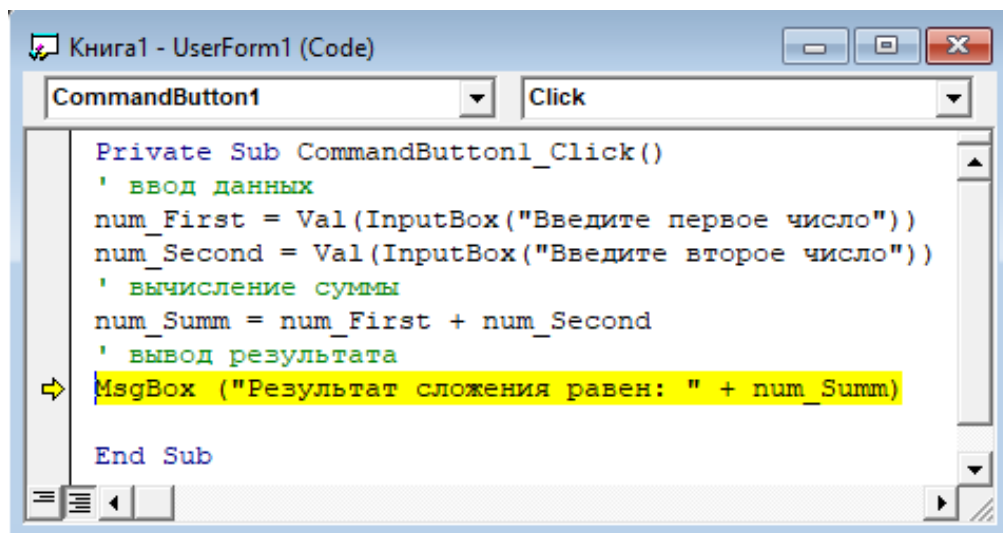 Книга1 - UserForm1 (Code)
CommandButton1 Click
Private Sub CommandButton1_Click()
' ввод данных
num_First = Val(InputBox("Введите первое число"))
num_Second = Val(InputBox("Введите второе число"))
' вычисление суммы
num_Summ = num_First + num_Second
' вывод результата
MsgBox ("Результат сложения равен: " + num_Summ)
End Sub